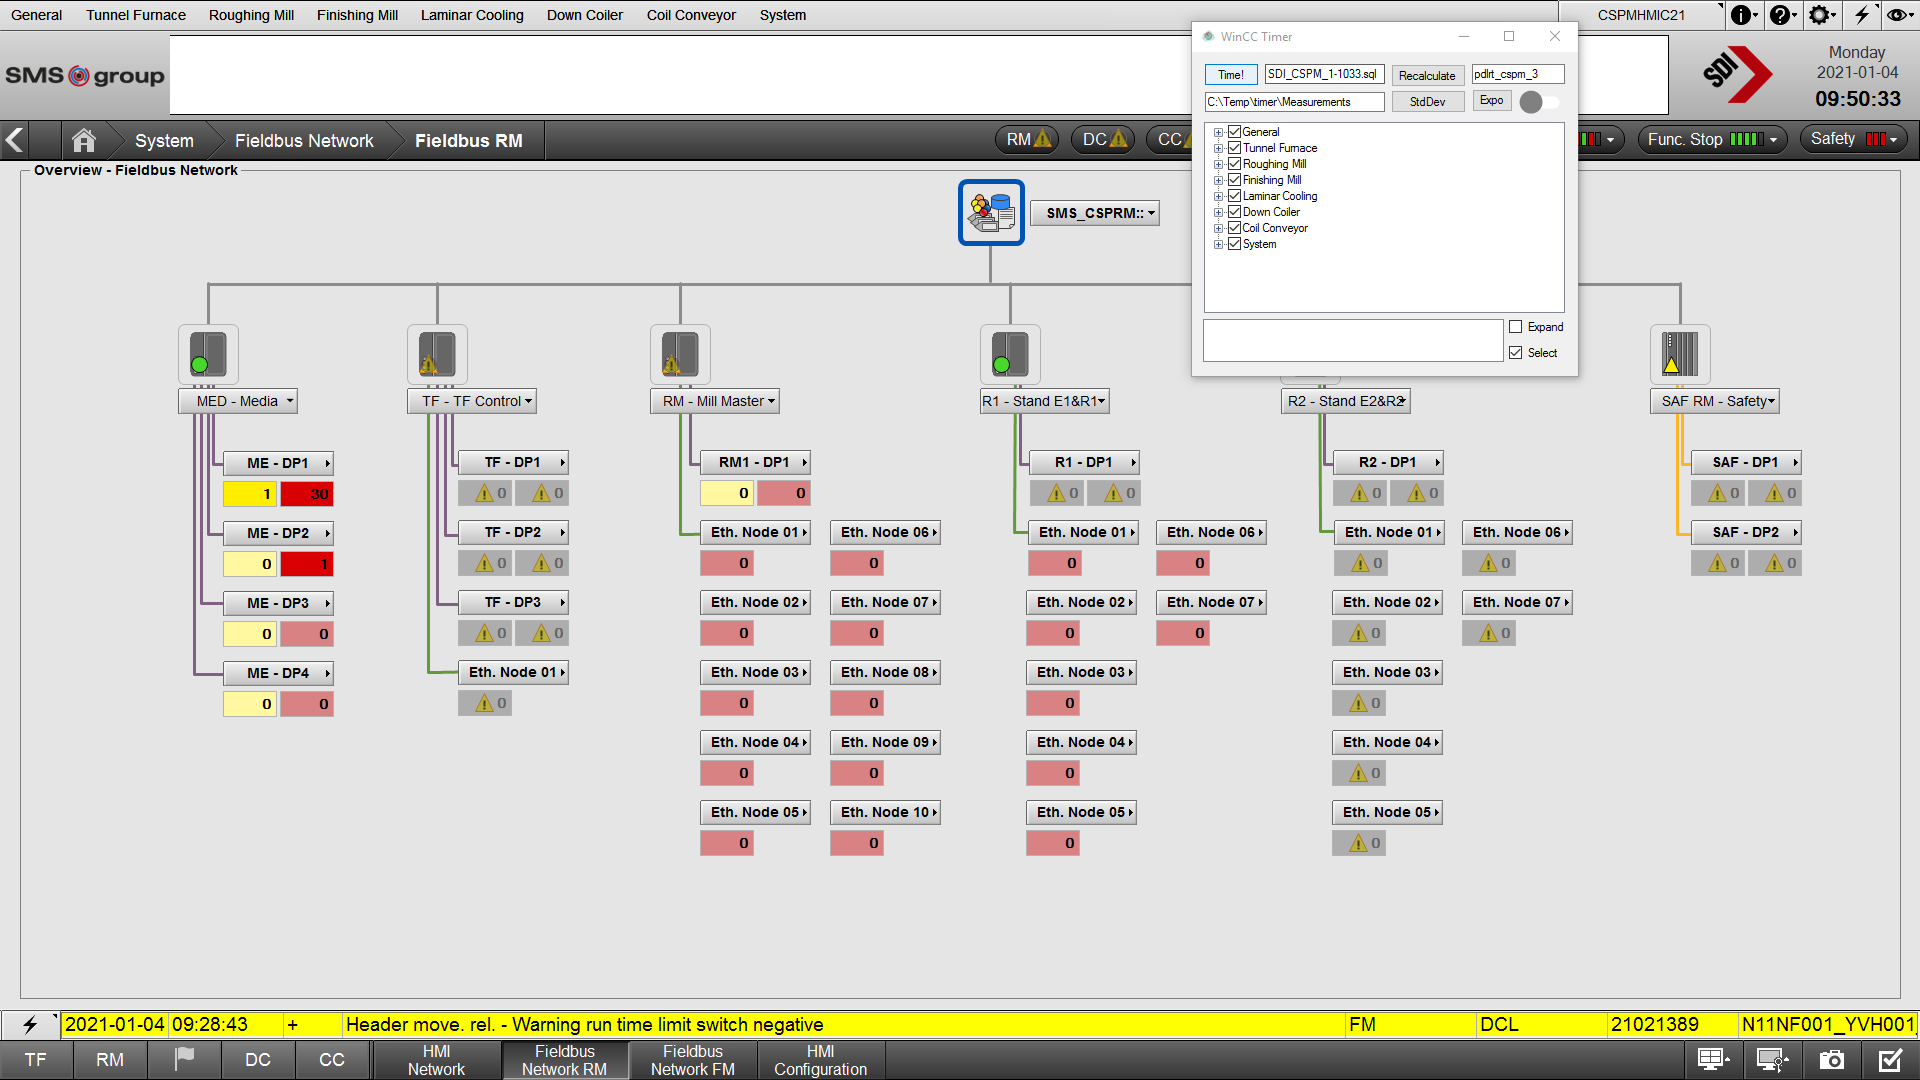 General Tunnel Furnace Roughing Mill Finishing Mill Laminar Cooling Down Coiler Coil Conveyor System CSPMHMIC21
SMS group
WinCC Timer
Time! SDI_CSPM_1-1033.sql Recalculate pdlrt_cspm_3
C:\Temp\timer\Measurements StdDev Expo
SDI
Monday
2021-01-04
09:50:33
System Fieldbus Network Fieldbus RM RM DC CC Func. Stop Safety
General
Tunnel Furnace
Roughing Mill
Finishing Mill
Laminar Cooling
Down Coiler
Coil Conveyor
System
Expand
Select
Overview - Fieldbus Network
SMS_CSPRM::
MED - Media TF - TF Control RM - Mill Master R1 - Stand E1&R1 R2 - Stand E2&R2 SAF RM - Safety
ME - DP1 TF - DP1 RM1 - DP1 R1 - DP1 R2 - DP1 SAF - DP1
1 30 0 0 0 0 0 0 0 0 0 0
ME - DP2 TF - DP2 Eth. Node 01 Eth. Node 06 Eth. Node 01 Eth. Node 06 Eth. Node 01 Eth. Node 06 SAF - DP2
0 1 0 0 0 0 0 0 0 0 0 0
ME - DP3 TF - DP3 Eth. Node 02 Eth. Node 07 Eth. Node 02 Eth. Node 07 Eth. Node 02 Eth. Node 07
0 0 0 0 0 0 0 0 0 0
ME - DP4 Eth. Node 01 Eth. Node 03 Eth. Node 08 Eth. Node 03 Eth. Node 03
0 0 0 0 0 0 0
Eth. Node 04 Eth. Node 09 Eth. Node 04 Eth. Node 04
0 0 0 0
Eth. Node 05 Eth. Node 10 Eth. Node 05 Eth. Node 05
0 0 0 0
2021-01-04 09:28:43 + Header move. rel. - Warning run time limit switch negative FM DCL 21021389 N11NF001_YVH001
TF RM DC CC HMI Network Fieldbus Network RM Fieldbus Network FM HMI Configuration